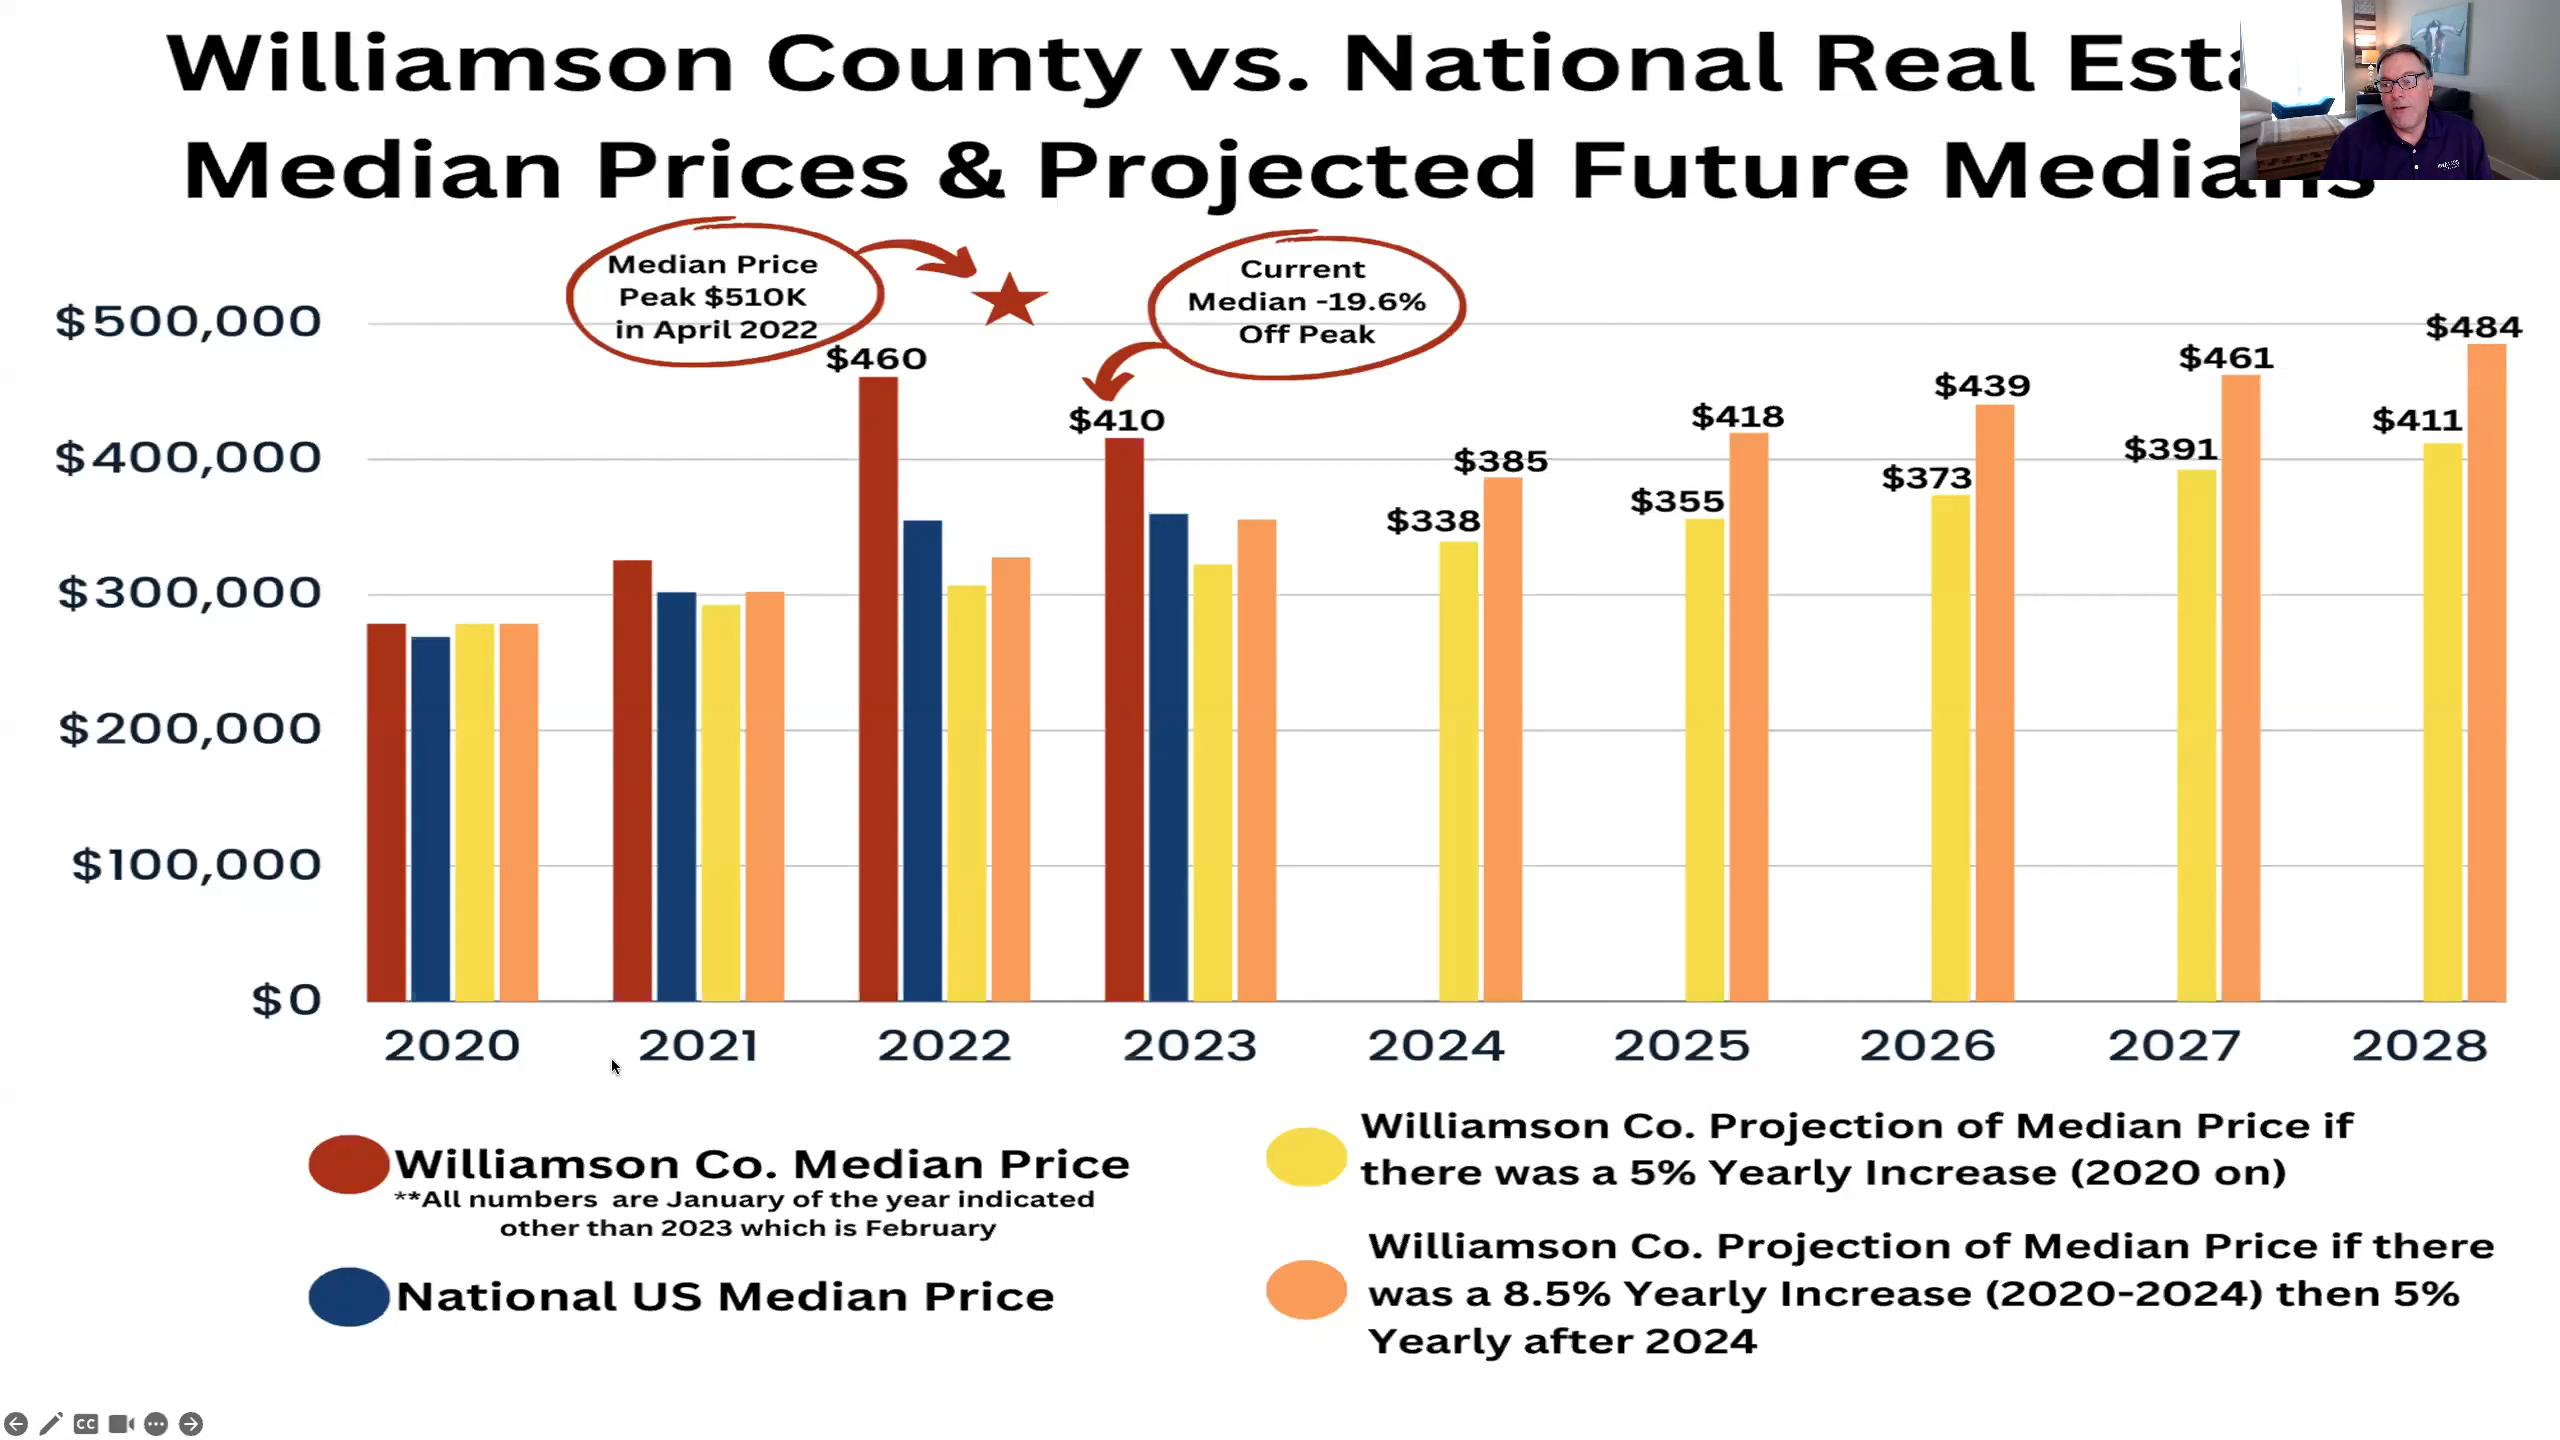 Williamson County vs. National Real Esta
Median Prices & Projected Future Medians
Median Price
Peak $510K
in April 2022
Current
Median -19.6%
Off Peak
$500,000
$400,000
$300,000
$200,000
$100,000
$0
$460
$410
$338
$385
$355
$418
$373
$439
$391
$461
$411
$484
2020
2021
2022
2023
2024
2025
2026
2027
2028
Williamson Co. Median Price
**All numbers are January of the year indicated
other than 2023 which is February
National US Median Price
Williamson Co. Projection of Median Price if
there was a 5% Yearly Increase (2020 on)
Williamson Co. Projection of Median Price if there
was a 8.5% Yearly Increase (2020-2024) then 5%
Yearly after 2024
CC